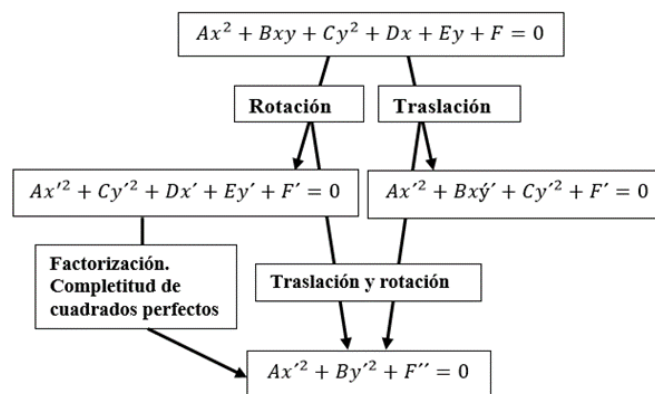 Ax² + Bxy + Cy² + Dx + Ey + F = 0
Rotación
Traslación
Ax′² + Cy′² + Dx′ + Ey′ + F′ = 0
Ax′² + Bxý′ + Cy′² + F′ = 0
Factorización.
Completitud de
cuadrados perfectos
Traslación y rotación
Ax′² + By′² + F′′ = 0